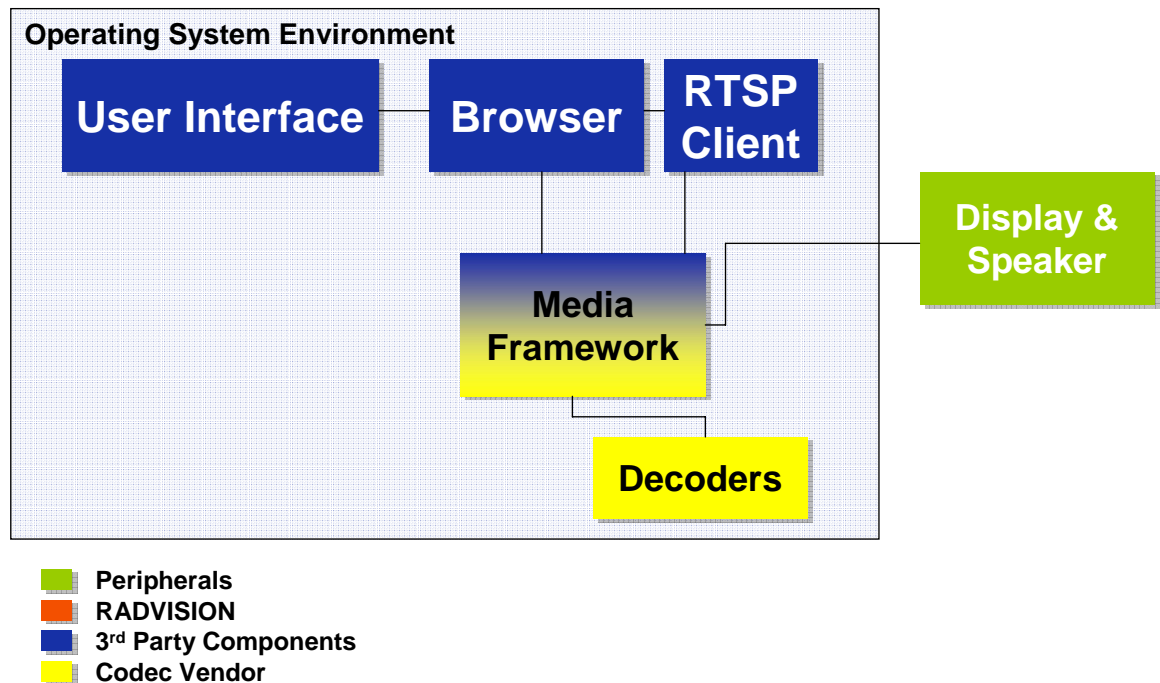 Operating System Environment
User Interface
Browser
RTSP
Client
Display &
Speaker
Media
Framework
Decoders
Peripherals
RADVISION
3rd Party Components
Codec Vendor